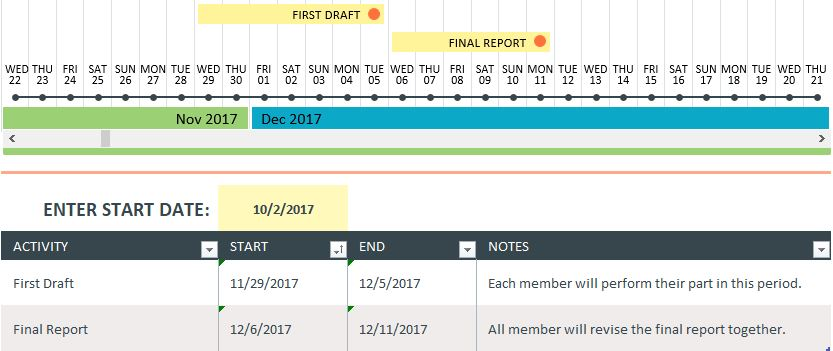 FIRST DRAFT
FINAL REPORT
WED THU FRI SAT SUN MON TUE WED THU FRI SAT SUN MON TUE WED THU FRI SAT SUN MON TUE WED THU FRI SAT SUN MON TUE WED THU
22 23 24 25 26 27 28 29 30 01 02 03 04 05 06 07 08 09 10 11 12 13 14 15 16 17 18 19 20 21
Nov 2017 Dec 2017
ENTER START DATE: 10/2/2017
ACTIVITY START END NOTES
First Draft 11/29/2017 12/5/2017 Each member will perform their part in this period.
Final Report 12/6/2017 12/11/2017 All member will revise the final report together.